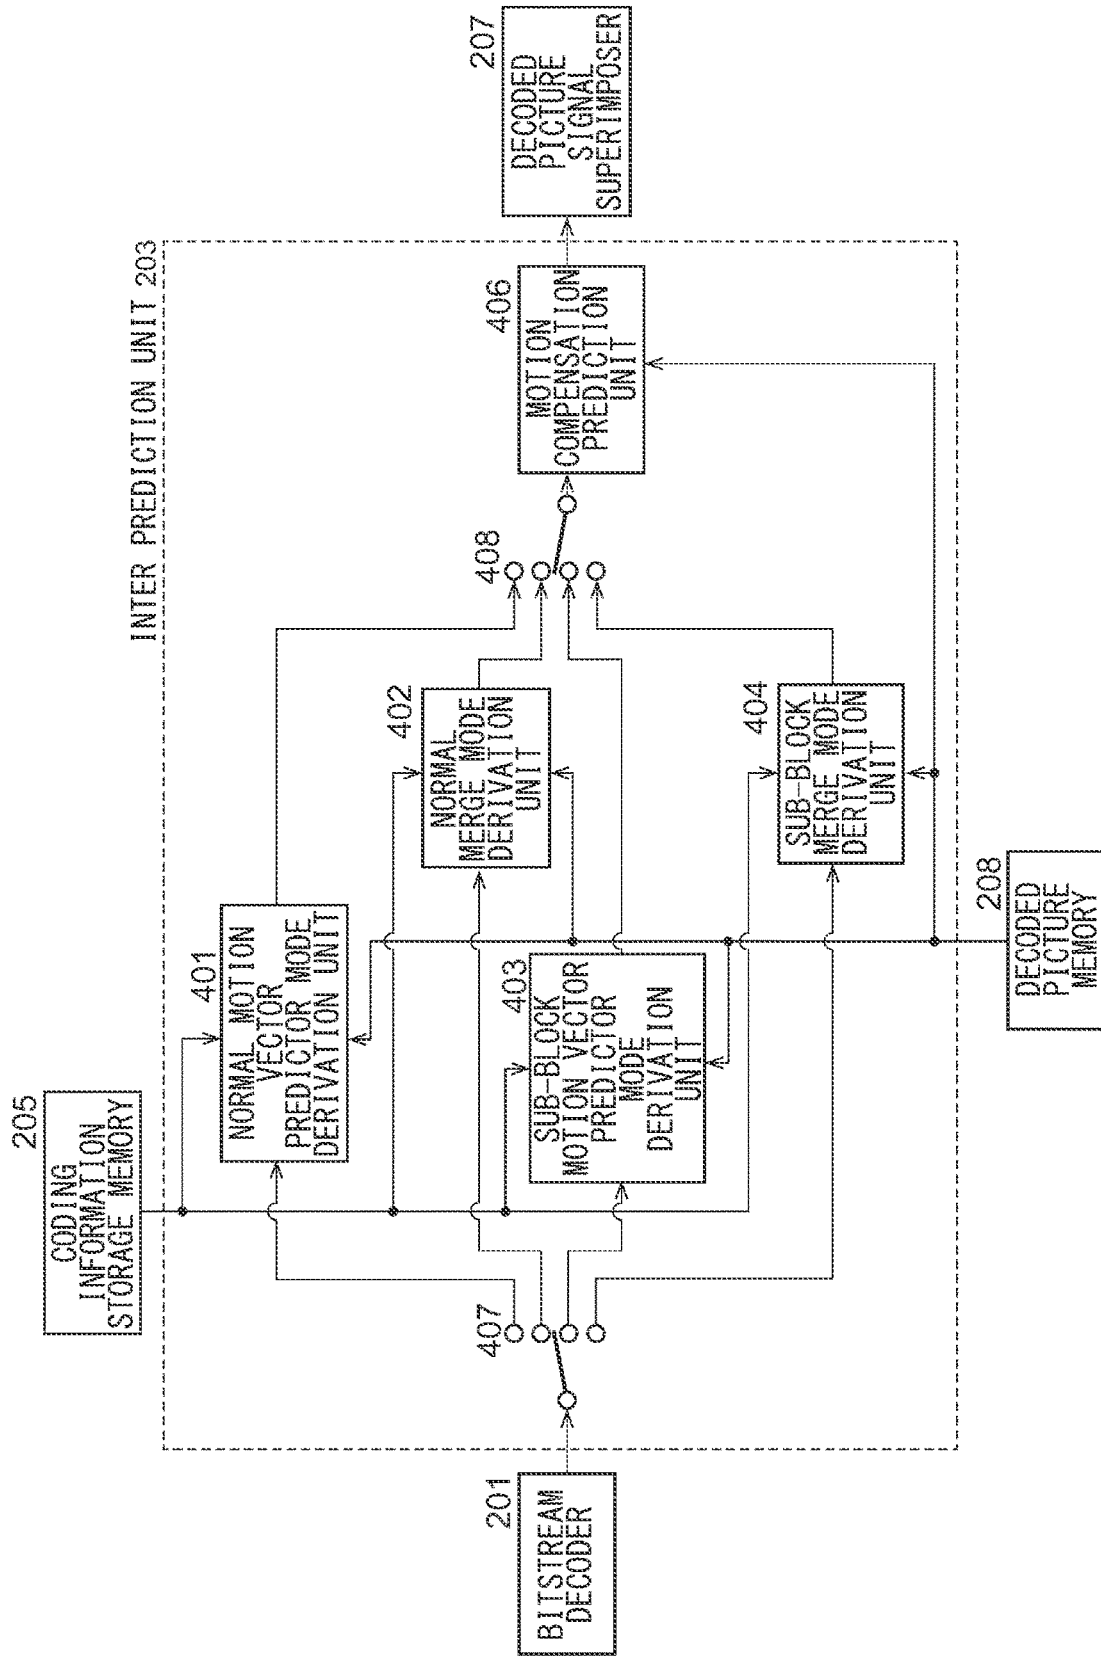 INTER PREDICTION UNIT 203
205
CODING
INFORMATION
STORAGE MEMORY
401
NORMAL MOTION
VECTOR
PREDICTOR MODE
DERIVATION UNIT
402
NORMAL
MERGE MODE
DERIVATION
UNIT
407
408
201
BITSTREAM
DECODER
403
SUB-BLOCK
MOTION VECTOR
PREDICTOR
MODE
DERIVATION
UNIT
406
MOTION
COMPENSATION
PREDICTION
UNIT
207
DECODED
PICTURE
SIGNAL
SUPERIMPOSER
404
SUB-BLOCK
MERGE MODE
DERIVATION
UNIT
208
DECODED
PICTURE
MEMORY